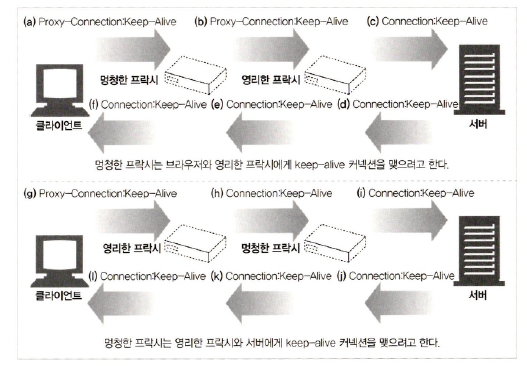 (a) Proxy-Connection:Keep-Alive (b) Proxy-Connection:Keep-Alive (c) Connection:Keep-Alive
멍청한 프락시 영리한 프락시
(f) Connection:Keep-Alive (e) Connection:Keep-Alive (d) Connection:Keep-Alive
클라이언트 서버
멍청한 프락시는 브라우저와 영리한 프락시에게 keep-alive 커넥션을 맺으려고 한다.
(g) Proxy-Connection:Keep-Alive (h) Connection:Keep-Alive (i) Connection:Keep-Alive
영리한 프락시 멍청한 프락시
(l) Connection:Keep-Alive (k) Connection:Keep-Alive (j) Connection:Keep-Alive
클라이언트 서버
멍청한 프락시는 영리한 프락시와 서버에게 keep-alive 커넥션을 맺으려고 한다.